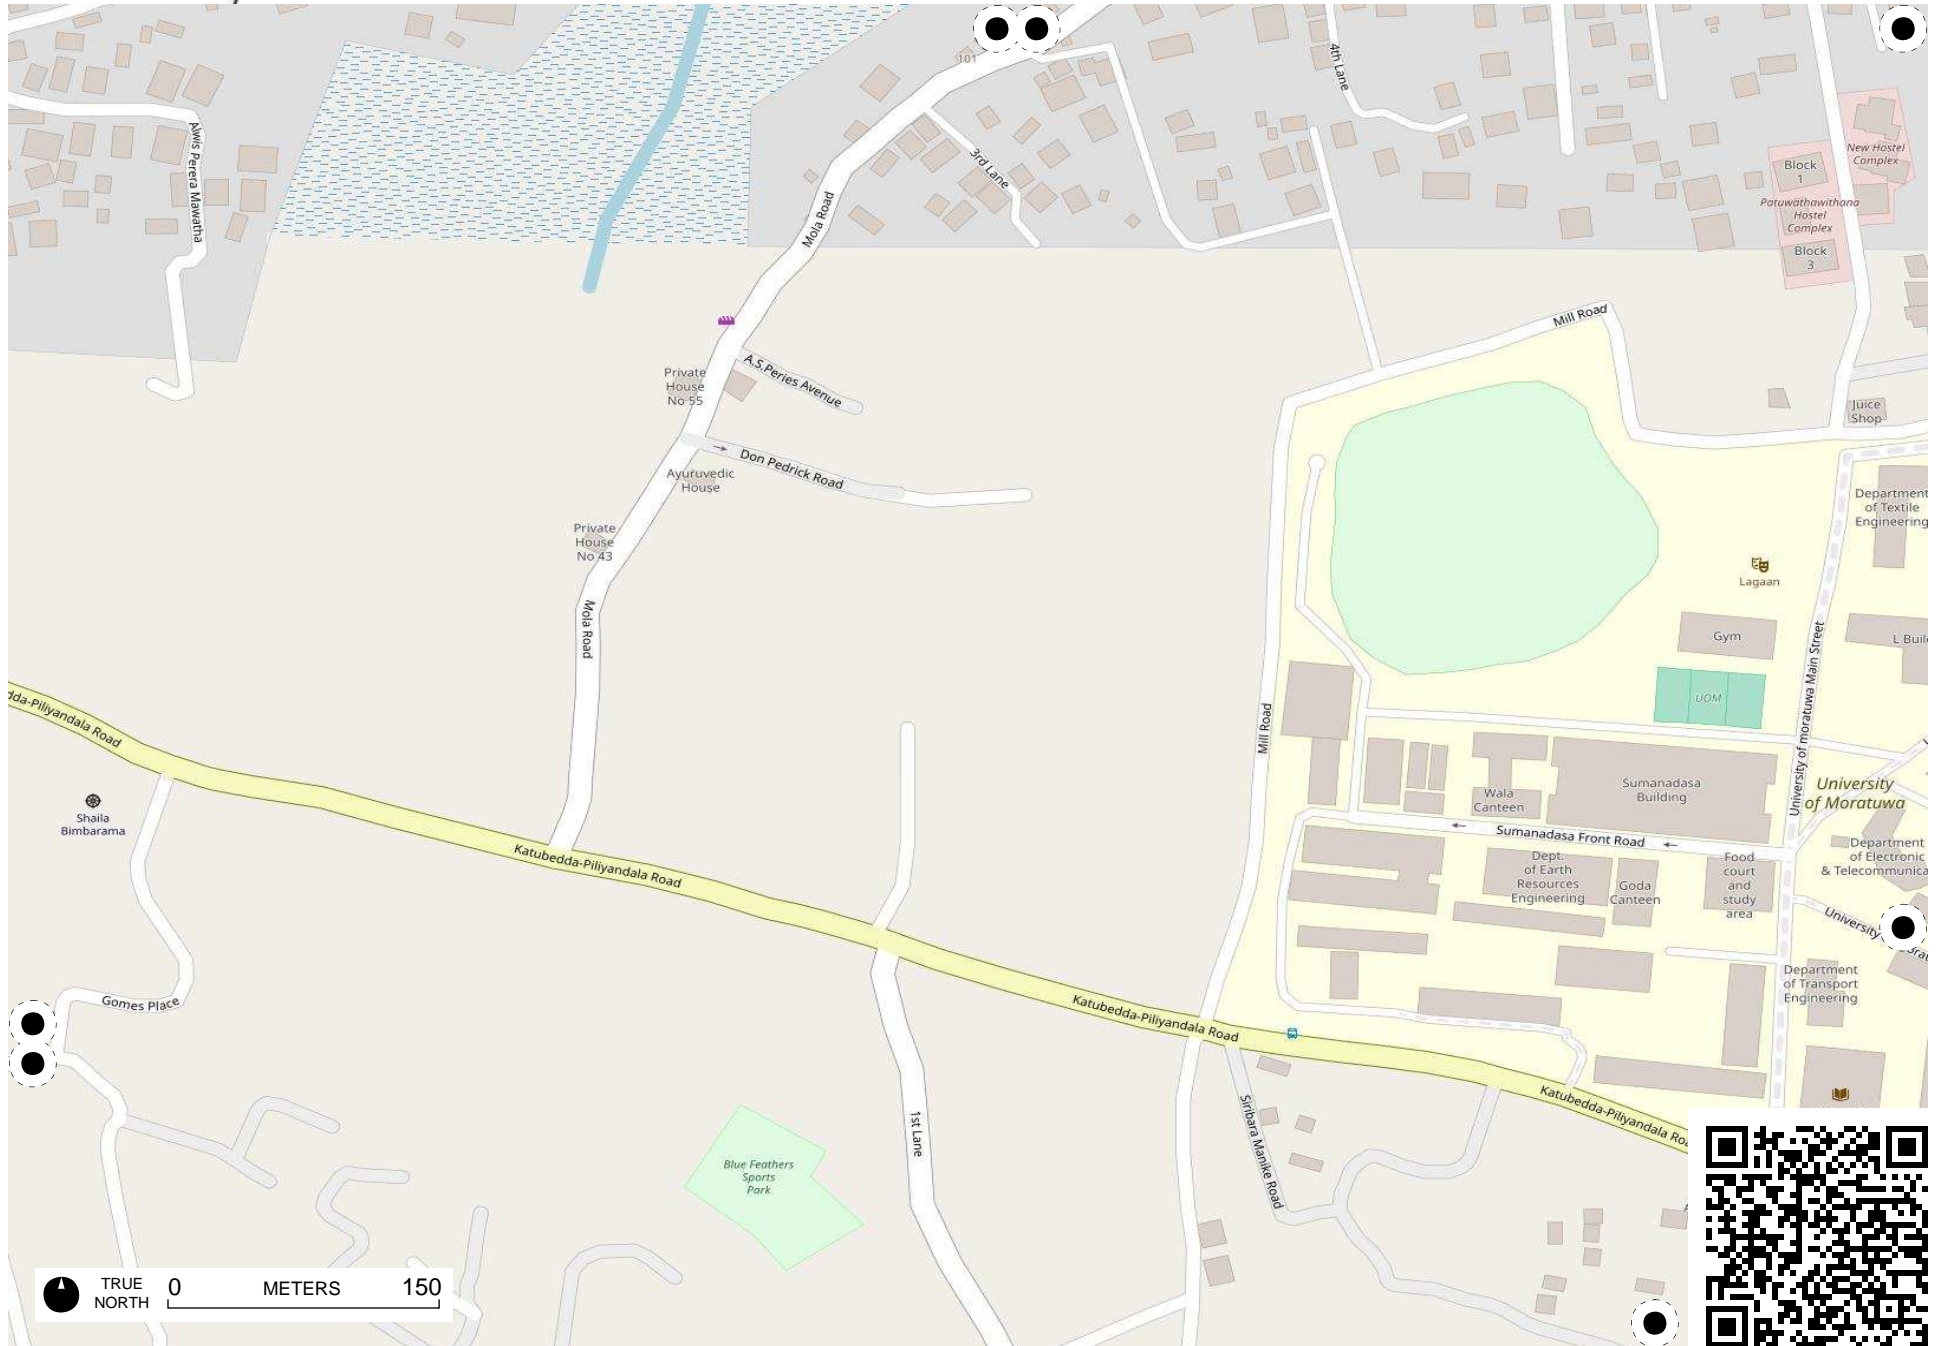 101
4th Lane
3rd Lane
Alwis Perera Mawatha
Mola Road
New Hostel
Complex
Block
1
Patuwathawithana
Hostel
Complex
Block
3
Mill Road
Private
House
No 55
A.S.Peries Avenue
Juice
Shop
Don Pedrick Road
Ayuruvedic
House
Private
House
No 43
Department
of Textile
Engineering
Lagaan
Mola Road
Gym
L Buil
UOM
University of moratuwa Main Street
Mill Road
dda-Piliyandala Road
Sumanadasa
Building
Wala
Canteen
University
of Moratuwa
Shaila
Bimbarama
Sumanadasa Front Road
Katubedda-Piliyandala Road
Dept.
of Earth
Resources
Engineering
Goda
Canteen
Food
court
and
study
area
Department
of Electronic
& Telecommunica
University
Department
of Transport
Engineering
Gomes Place
Katubedda-Piliyandala Road
Katubedda-Piliyandala Roa
1st Lane
Siribara Manike Road
Blue Feathers
Sports
Park
TRUE
NORTH
0 METERS 150